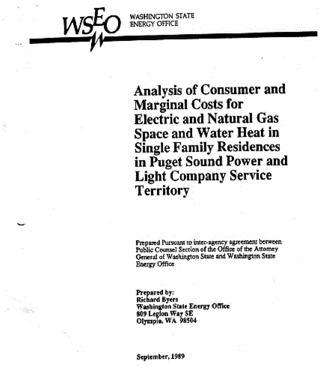 WSEO
WASHINGTON STATE
ENERGY OFFICE
Analysis of Consumer and
Marginal Costs for
Electric and Natural Gas
Space and Water Heat in
Single Family Residences
in Puget Sound Power and
Light Company Service
Territory
Prepared Pursuant to inter-agency agreement between
Public Counsel Section of the Office of the Attorney
General of Washington State and Washington State
Energy Office
Prepared by:
Richard Byers
Washington State Energy Office
809 Legion Way SE
Olympia, WA 98504
September, 1989